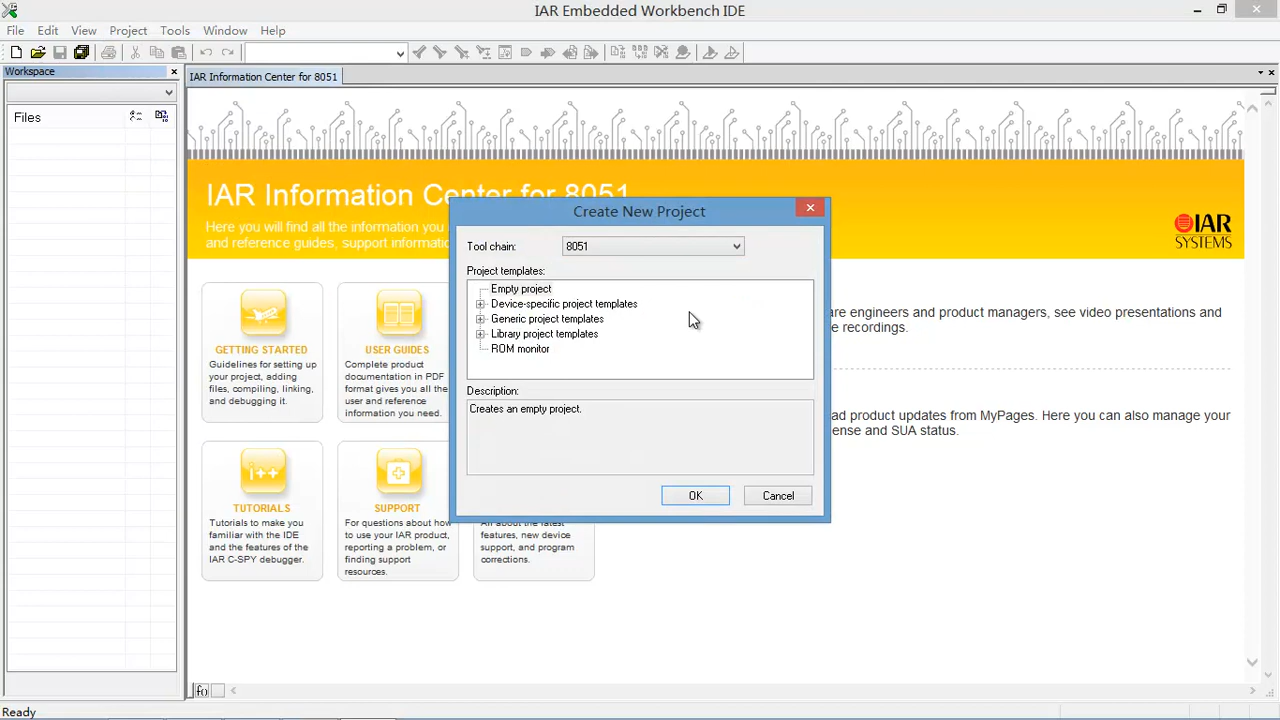 IAR Embedded Workbench IDE
File Edit View Project Tools Window Help
Workspace
IAR Information Center for 8051
Files
IAR Information Center for 8051
Here you will find all the information you
and reference guides, support informati
IAR
SYSTEMS
Create New Project
Tool chain: 8051
Project templates:
Empty project
Device-specific project templates
Generic project templates
Library project templates
ROM monitor
Description:
Creates an empty project.
OK Cancel
GETTING STARTED
Guidelines for setting up
your project, adding
files, compiling, linking,
and debugging it.
USER GUIDES
Complete product
documentation in PDF
format gives you all the
user and reference
information you need.
are engineers and product managers, see video presentations and
e recordings.
ad product updates from MyPages. Here you can also manage your
ense and SUA status.
TUTORIALS
Tutorials to make you
familiar with the IDE
and the features of the
IAR C-SPY debugger.
SUPPORT
For questions about how
to use your IAR product,
reporting a problem, or
finding support
resources.
All about the latest
features, new device
support, and program
corrections.
Ready